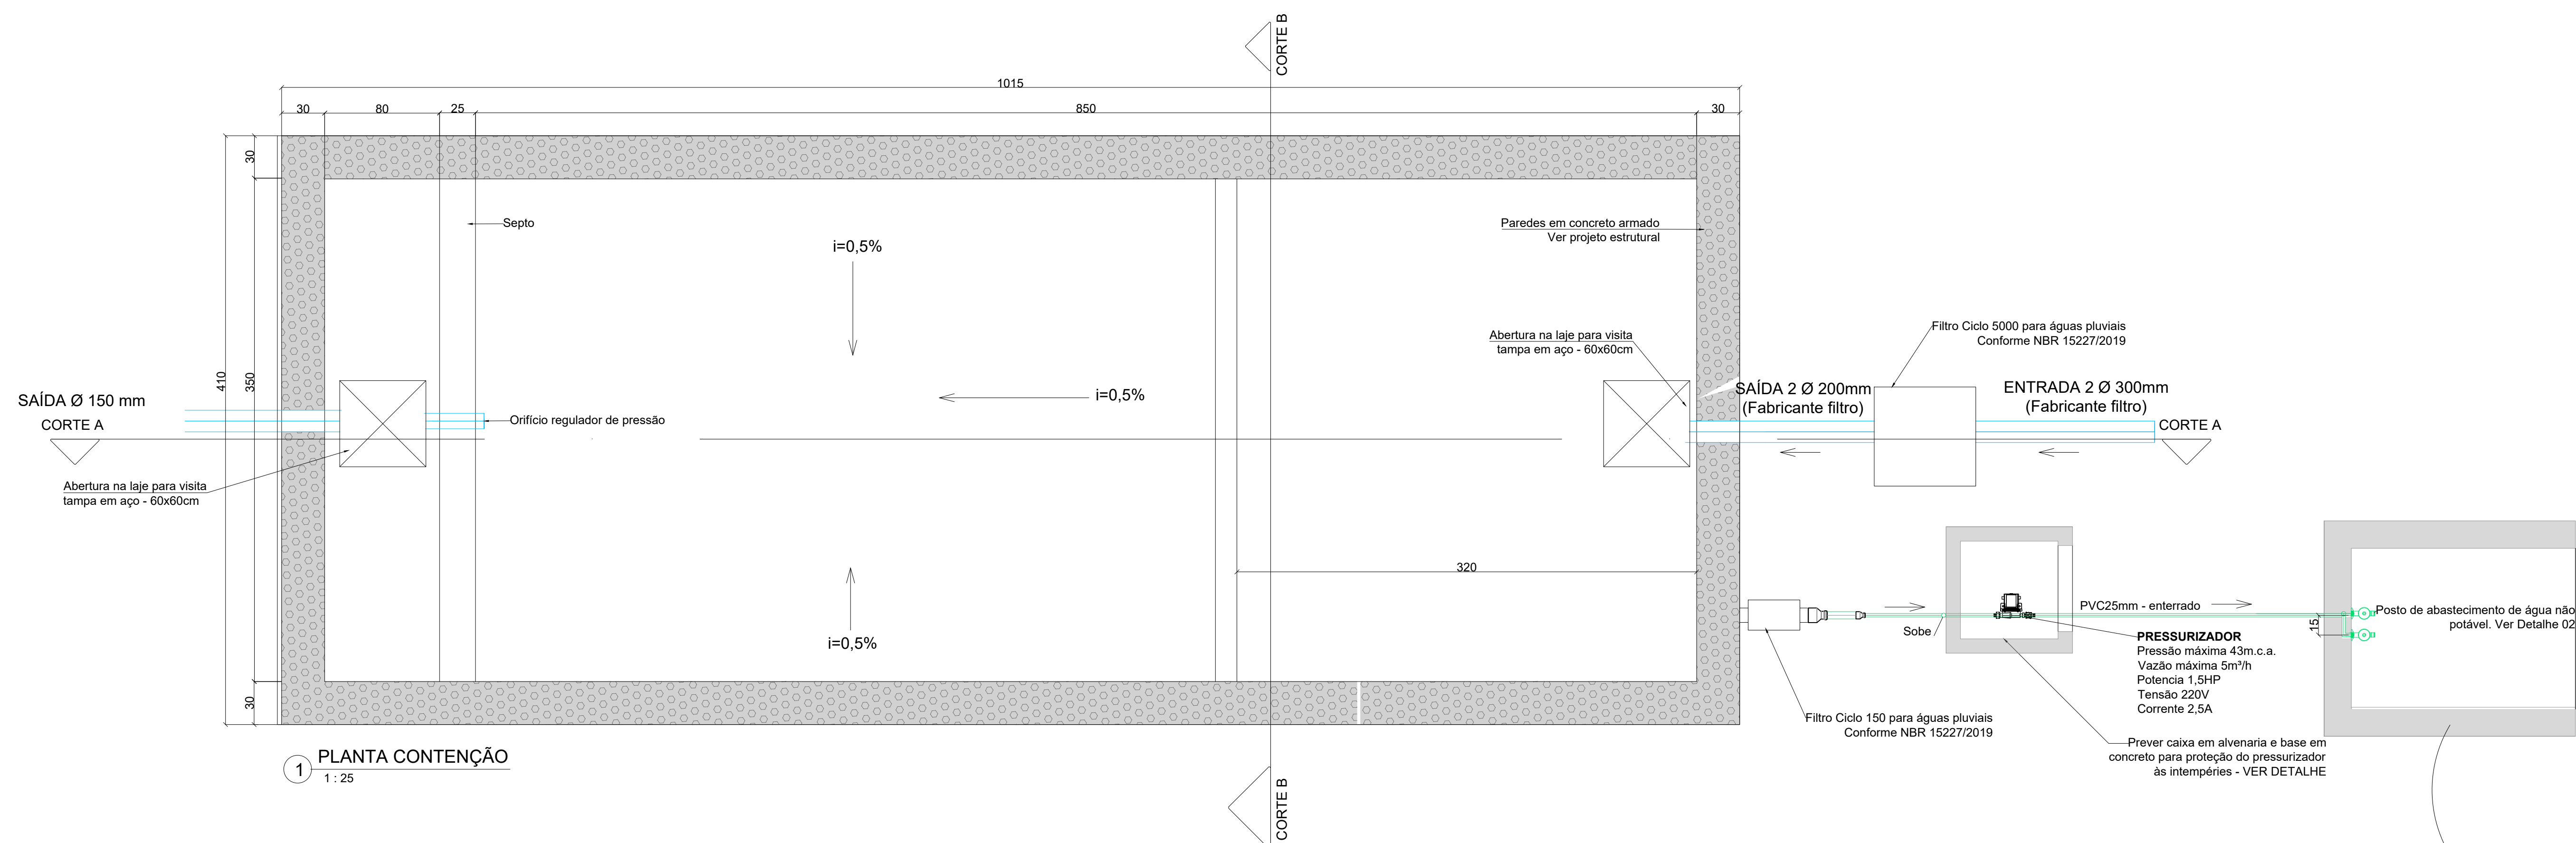 CORTE B
1015
30
80
25
850
30
30
410
350
30
Septo
i=0,5%
Paredes em concreto armado
Ver projeto estrutural
Abertura na laje para visita
tampa em aço - 60x60cm
Filtro Ciclo 5000 para águas pluviais
Conforme NBR 15227/2019
SAÍDA Ø 150 mm
CORTE A
Orifício regulador de pressão
i=0,5%
SAÍDA 2 Ø 200mm
(Fabricante filtro)
ENTRADA 2 Ø 300mm
(Fabricante filtro)
CORTE A
Abertura na laje para visita
tampa em aço - 60x60cm
320
i=0,5%
Sobe
PVC25mm - enterrado
15
Posto de abastecimento de água não
potável. Ver Detalhe 02
PRESSURIZADOR
Pressão máxima 43m.c.a.
Vazão máxima 5m³/h
Potencia 1,5HP
Tensão 220V
Corrente 2,5A
Filtro Ciclo 150 para águas pluviais
Conforme NBR 15227/2019
Prever caixa em alvenaria e base em
concreto para proteção do pressurizador
às intempéries - VER DETALHE
1 PLANTA CONTENÇÃO
1 : 25
CORTE B